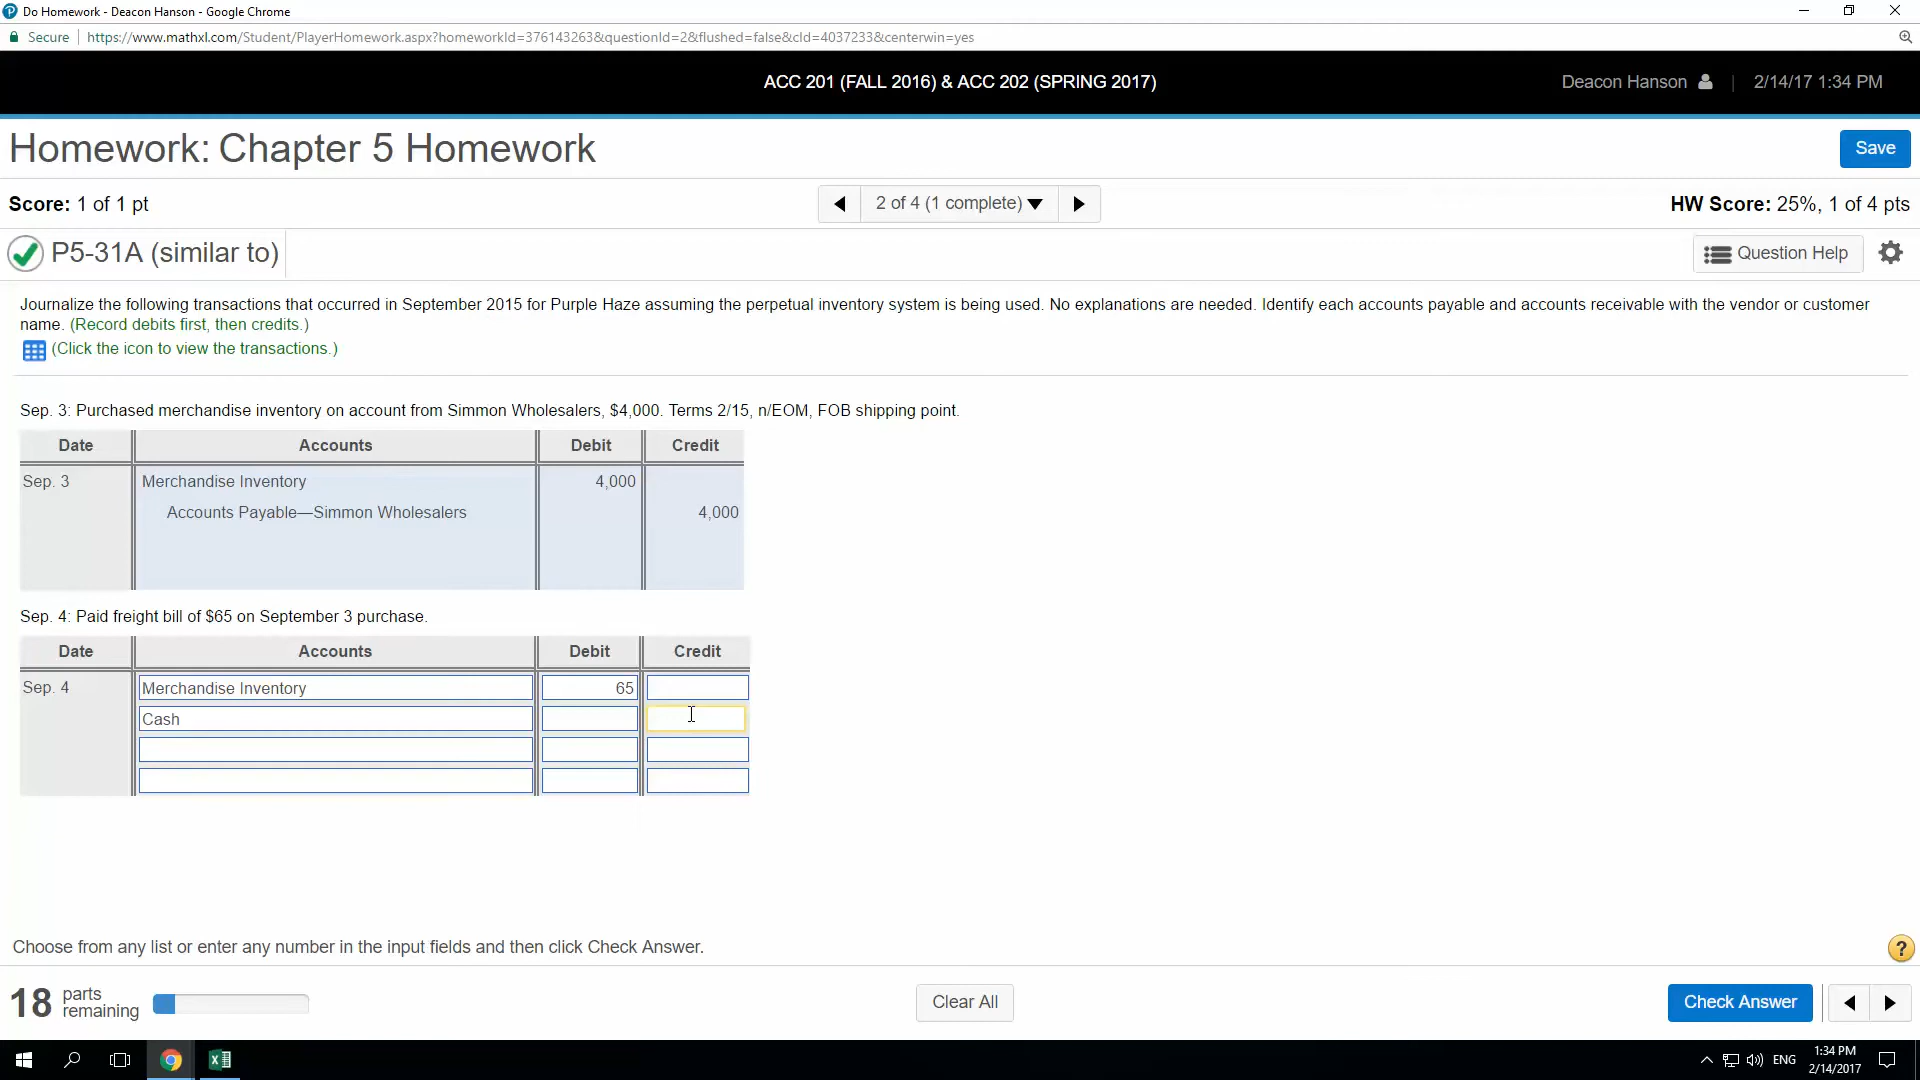 Do Homework - Deacon Hanson - Google Chrome
Secure https://www.mathxl.com/Student/PlayerHomework.aspx?homeworkId=376143263&questionId=2&flushed=false&cId=4037233&centerwin=yes
ACC 201 (FALL 2016) & ACC 202 (SPRING 2017)
Deacon Hanson 2/14/17 1:34 PM
Homework: Chapter 5 Homework
Save
Score: 1 of 1 pt
2 of 4 (1 complete)
HW Score: 25%, 1 of 4 pts
P5-31A (similar to)
Question Help
Journalize the following transactions that occurred in September 2015 for Purple Haze assuming the perpetual inventory system is being used. No explanations are needed. Identify each accounts payable and accounts receivable with the vendor or customer
name. (Record debits first, then credits.)
(Click the icon to view the transactions.)
Sep. 3: Purchased merchandise inventory on account from Simmon Wholesalers, $4,000. Terms 2/15, n/EOM, FOB shipping point.
Date Accounts Debit Credit
Sep. 3 Merchandise Inventory 4,000
Accounts Payable—Simmon Wholesalers 4,000
Sep. 4: Paid freight bill of $65 on September 3 purchase.
Date Accounts Debit Credit
Sep. 4 Merchandise Inventory 65
Cash
Choose from any list or enter any number in the input fields and then click Check Answer.
?
18 parts
remaining
Clear All
Check Answer
ENG
1:34 PM
2/14/2017